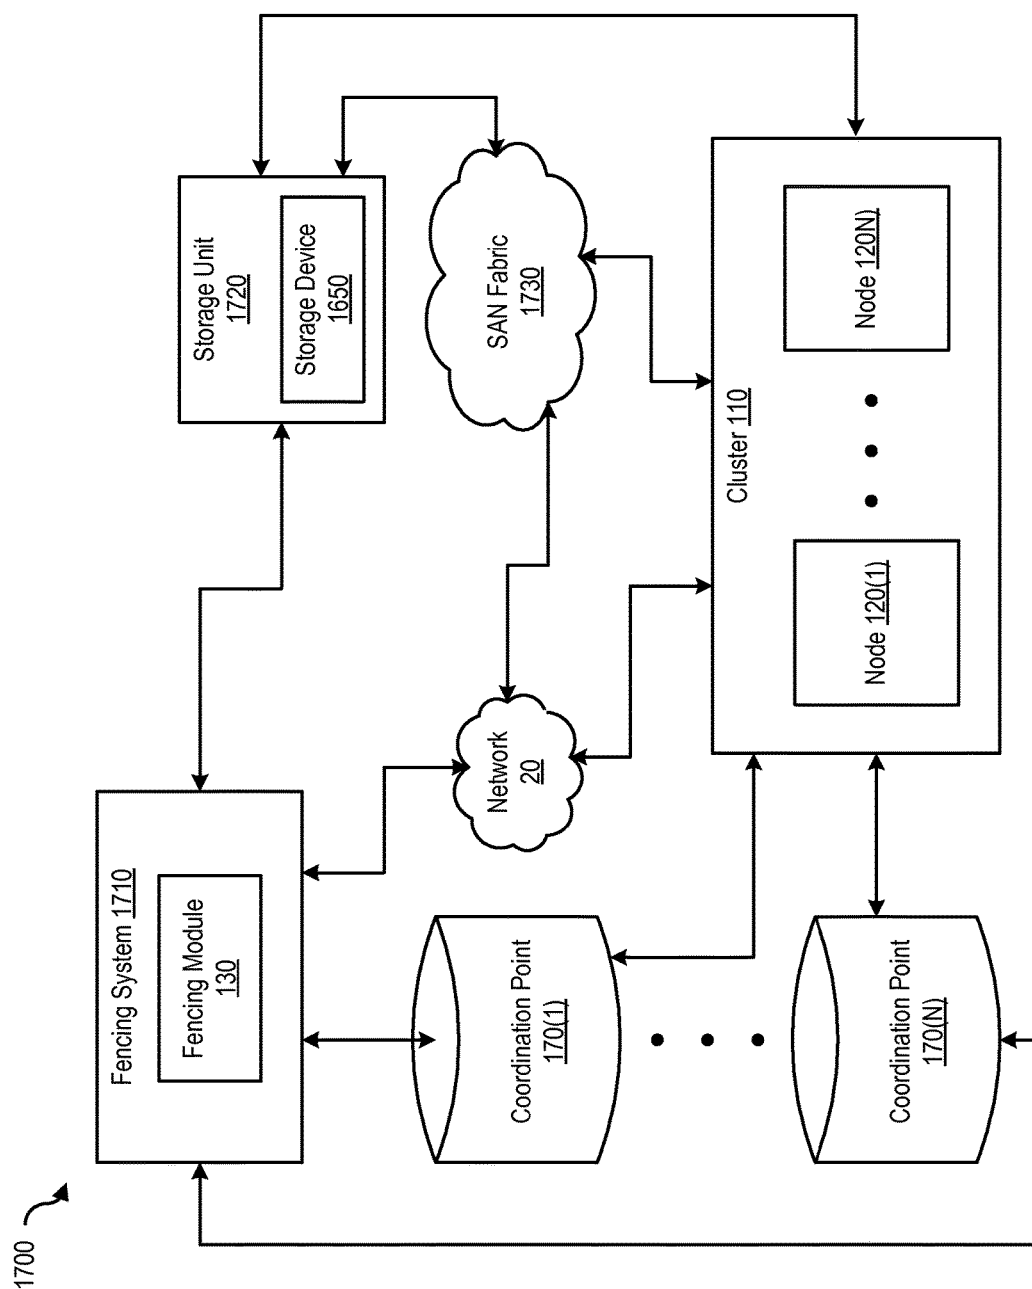 1700
Fencing System 1710
Fencing Module
130
Storage Unit
1720
Storage Device
1650
Network
20
SAN Fabric
1730
Coordination Point
170(1)
Coordination Point
170(N)
Cluster 110
Node 120(1)
Node 120N)